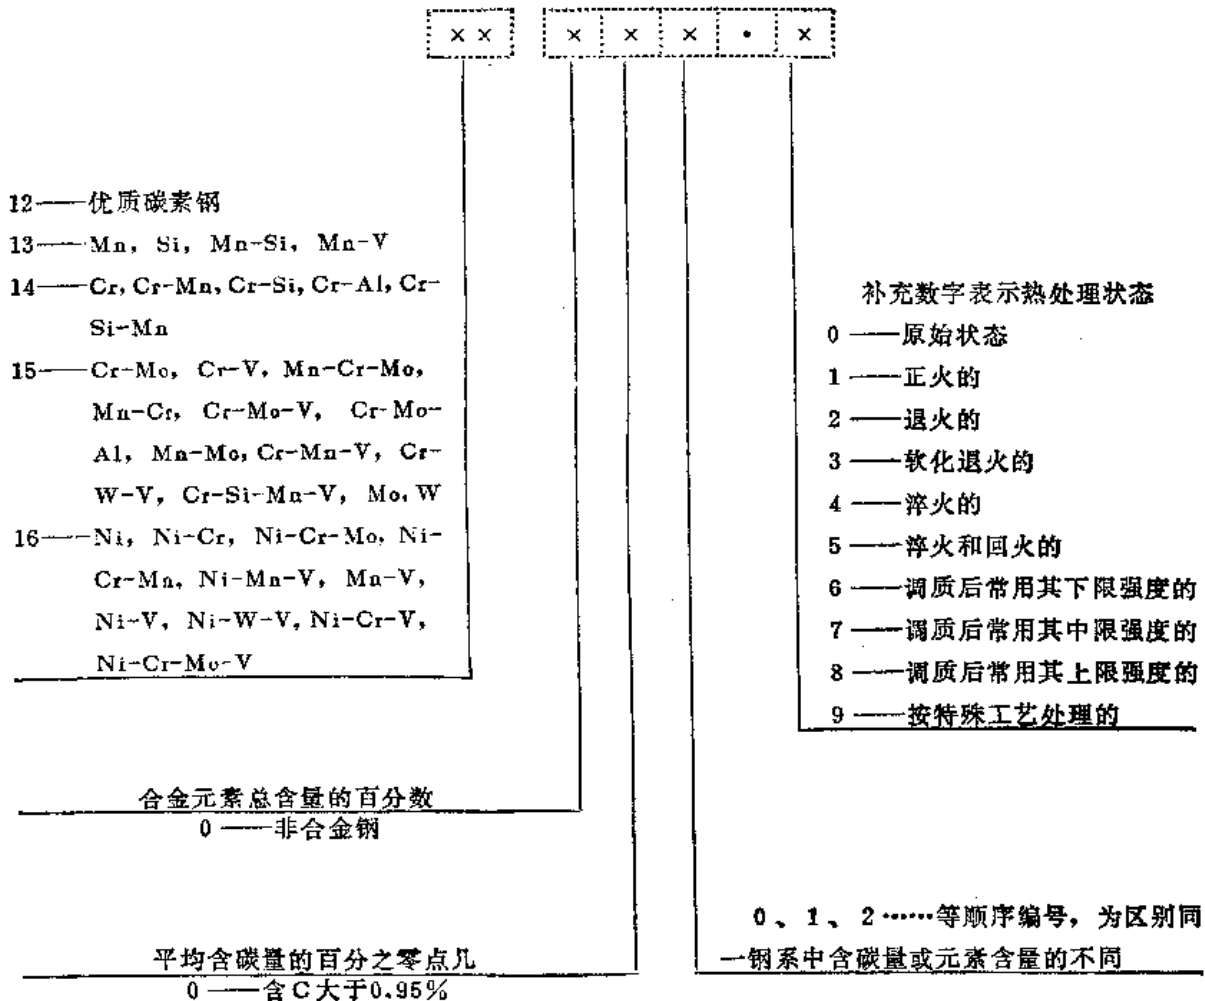 ×× × × × · ×
12——优质碳素钢
13——Mn, Si, Mn-Si, Mn-V
14——Cr, Cr-Mn, Cr-Si, Cr-Al, Cr-
Si-Mn
15——Cr-Mo, Cr-V, Mn-Cr-Mo,
Mn-Cr, Cr-Mo-V, Cr-Mo-
Al, Mn-Mo, Cr-Mn-V, Cr-
W-V, Cr-Si-Mn-V, Mo, W
16——Ni, Ni-Cr, Ni-Cr-Mo, Ni-
Cr-Mn, Ni-Mn-V, Mn-V,
Ni-V, Ni-W-V, Ni-Cr-V,
Ni-Cr-Mo-V
合金元素总含量的百分数
0——非合金钢
平均含碳量的百分之零点几
0——含C大于0.95%
补充数字表示热处理状态
0——原始状态
1——正火的
2——退火的
3——软化退火的
4——淬火的
5——淬火和回火的
6——调质后常用其下限强度的
7——调质后常用其中限强度的
8——调质后常用其上限强度的
9——按特殊工艺处理的
0、1、2……等顺序编号，为区别同
一钢系中含碳量或元素含量的不同